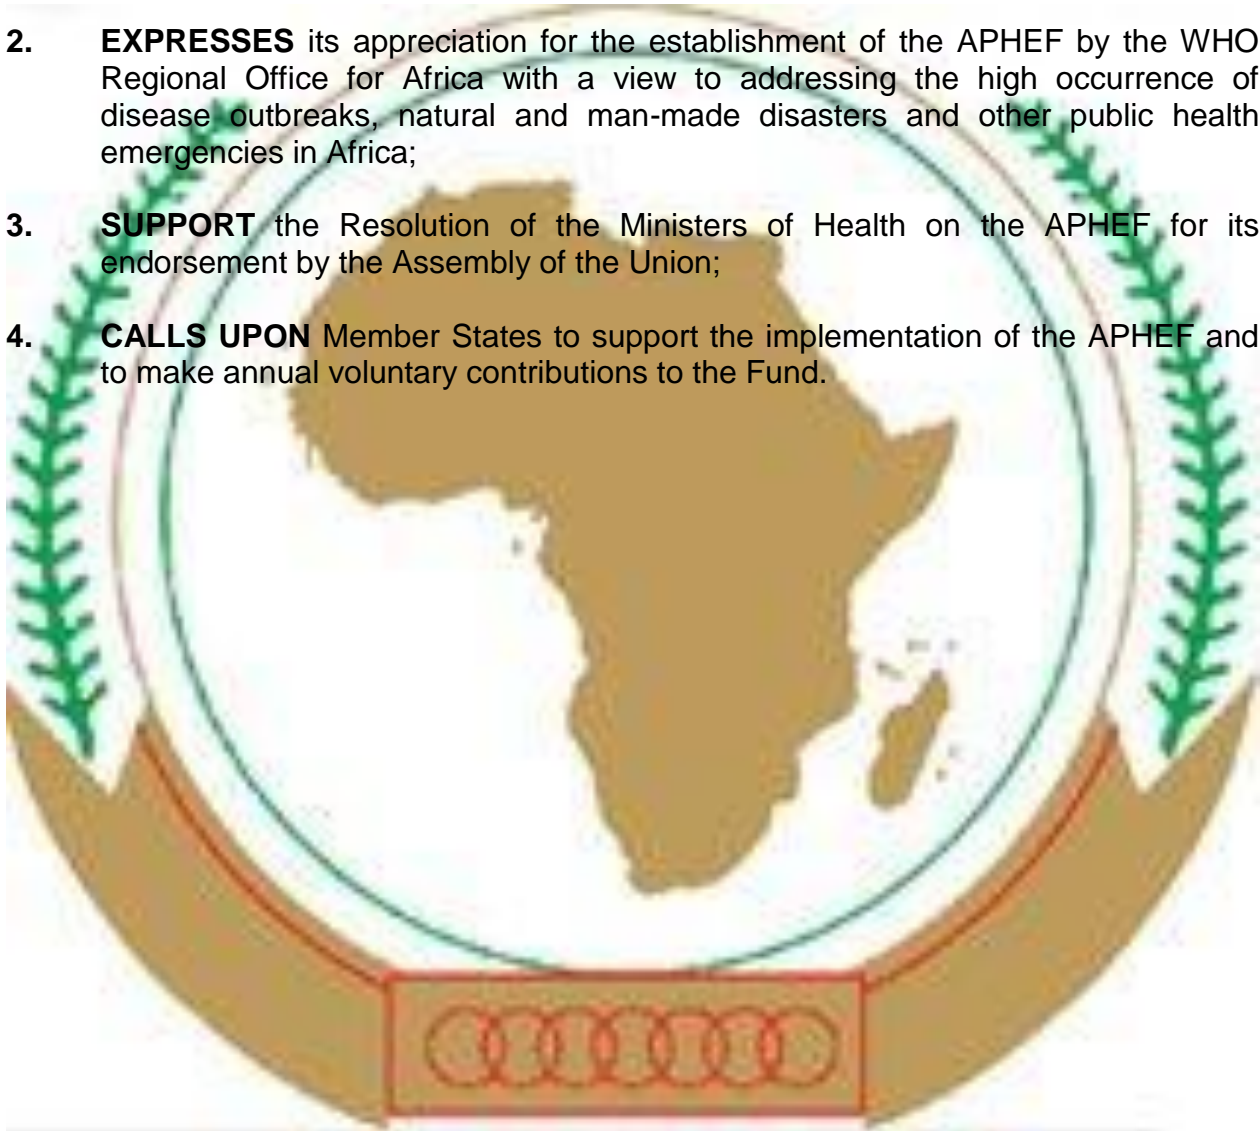 2. EXPRESSES its appreciation for the establishment of the APHEF by the WHO
Regional Office for Africa with a view to addressing the high occurrence of
disease outbreaks, natural and man-made disasters and other public health
emergencies in Africa;
3. SUPPORT the Resolution of the Ministers of Health on the APHEF for its
endorsement by the Assembly of the Union;
4. CALLS UPON Member States to support the implementation of the APHEF and
to make annual voluntary contributions to the Fund.